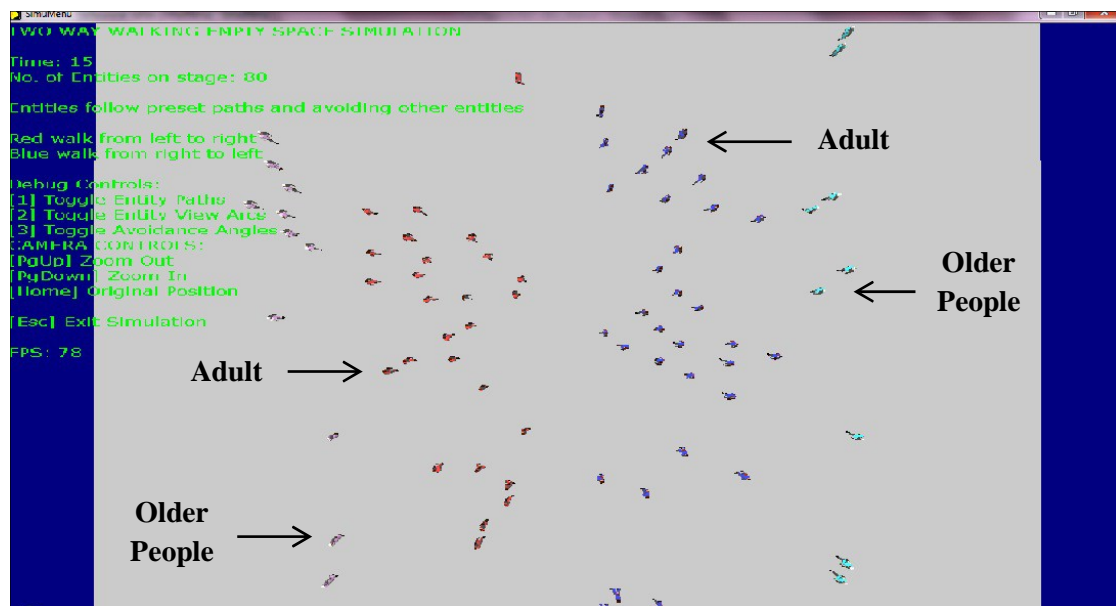 SimuMenu
TWO WAY WALKING EMPTY SPACE SIMULATION
Time: 15
No. of Entities on stage: 80
Entities follow preset paths and avoiding other entities
Red walk from left to right
Blue walk from right to left
Debug Controls:
[1] Toggle Entity Paths
[2] Toggle Entity View Arcs
[3] Toggle Avoidance Angles
CAMERA CONTROLS:
[PgUp] Zoom Out
[PgDown] Zoom In
[Home] Original Position
[Esc] Exit Simulation
FPS: 78
Adult
Older
People
Adult
Older
People